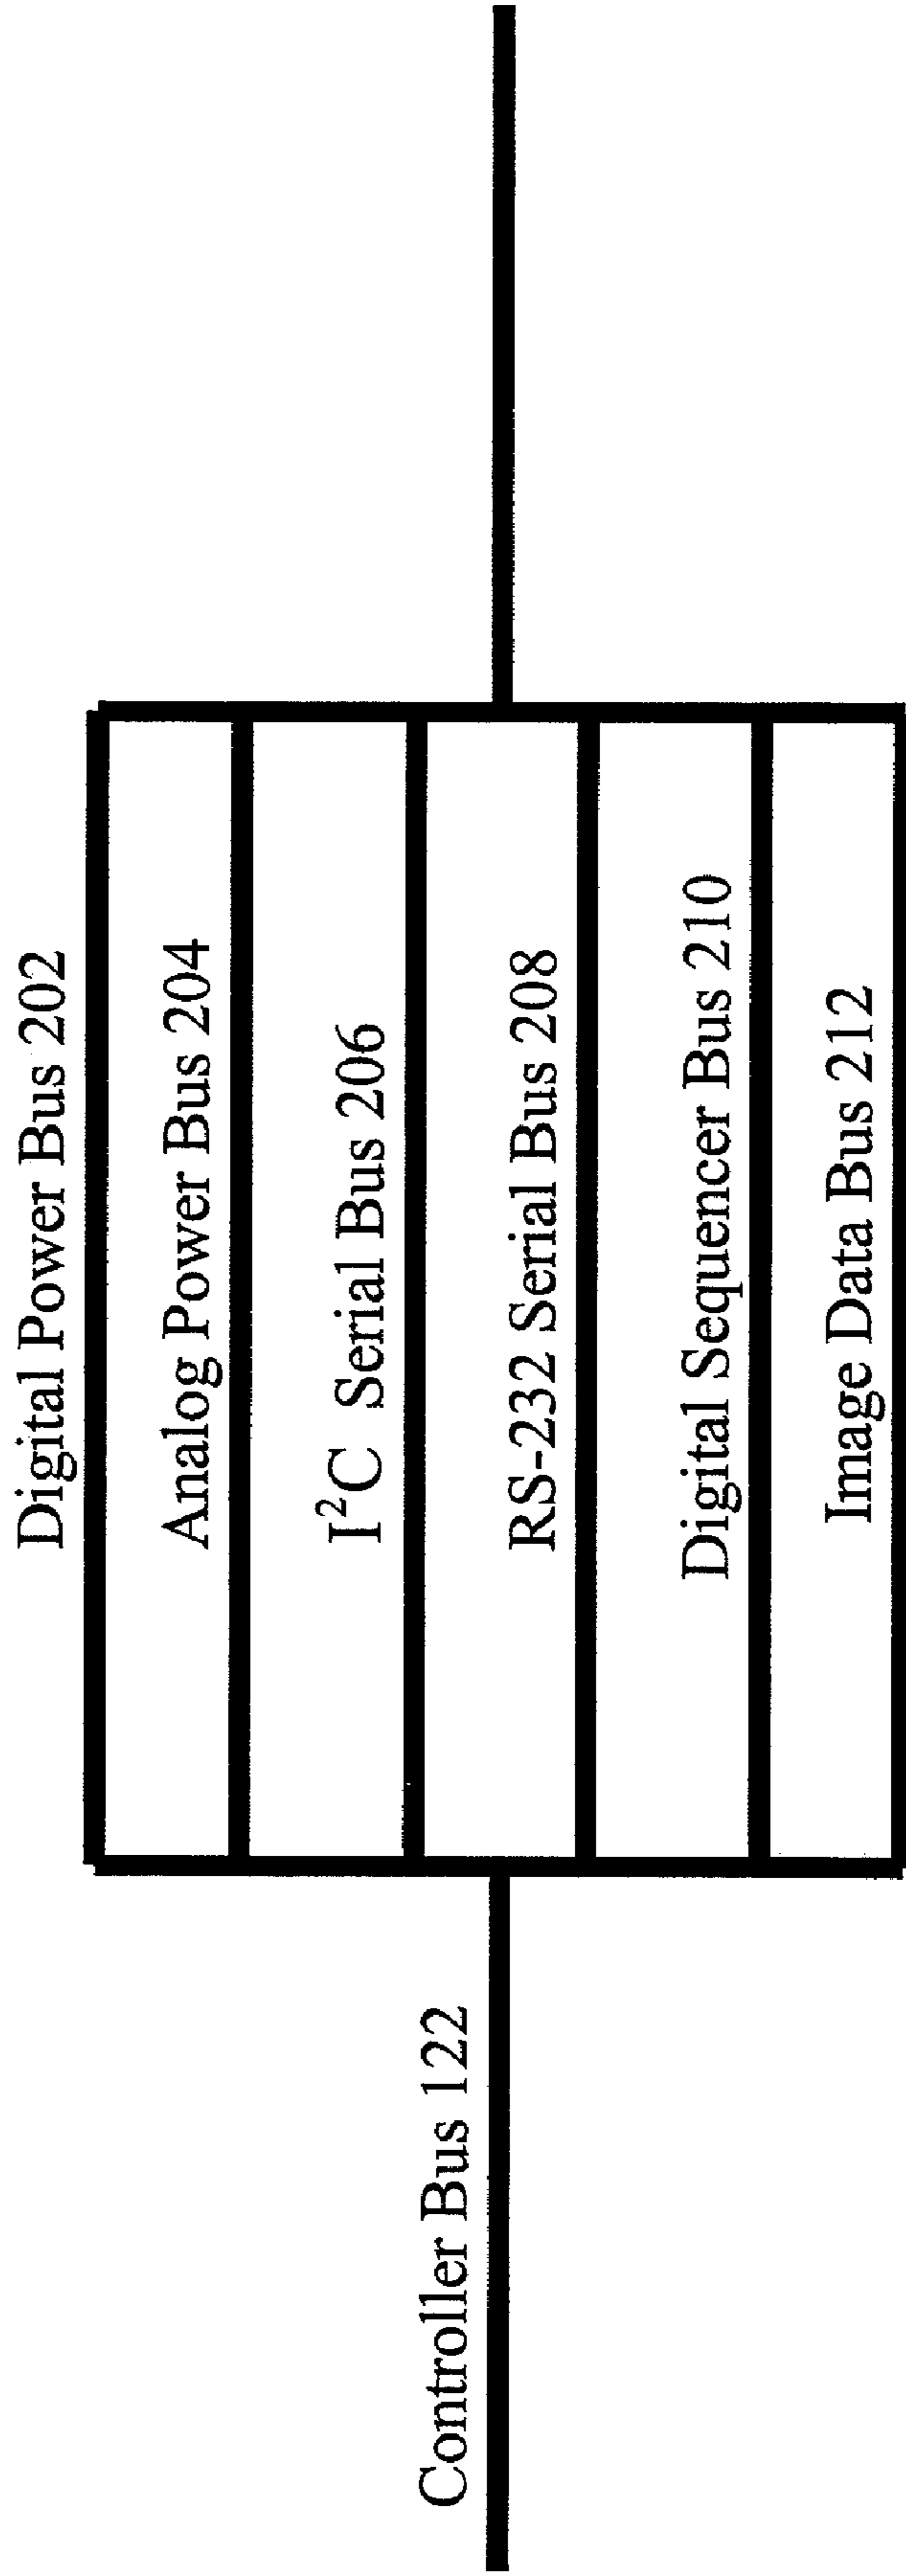 Digital Power Bus 202
Analog Power Bus 204
I²C Serial Bus 206
Controller Bus 122
RS-232 Serial Bus 208
Digital Sequencer Bus 210
Image Data Bus 212